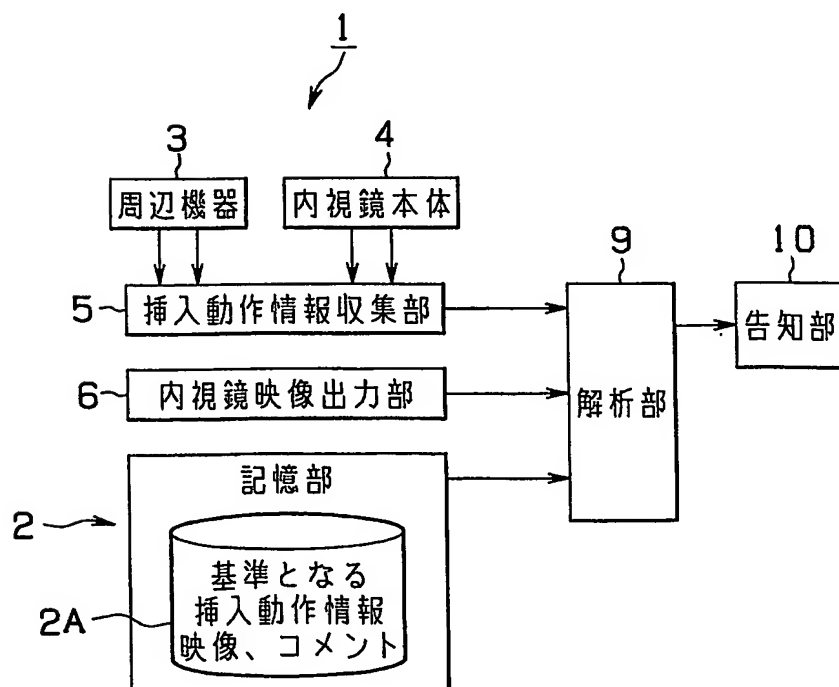 1
3
4
周辺機器
内視鏡本体
9
10
5
挿入動作情報収集部
告知部
6
内視鏡映像出力部
解析部
記憶部
2
基準となる
挿入動作情報
2A
映像、コメント